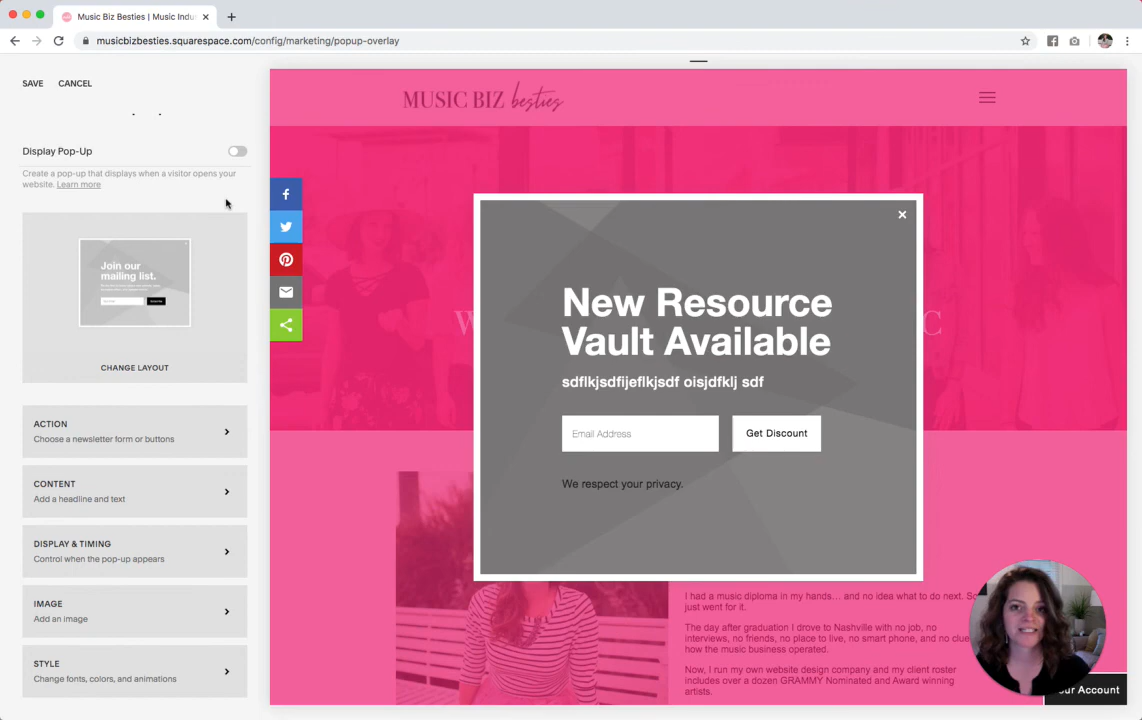 Music Biz Besties | Music Indu
musicbizbesties.squarespace.com/config/marketing/popup-overlay
SAVE CANCEL
Display Pop-Up
Create a pop-up that displays when a visitor opens your
website. Learn more
Join our
mailing list.
CHANGE LAYOUT
ACTION
Choose a newsletter form or buttons
CONTENT
Add a headline and text
DISPLAY & TIMING
Control when the pop-up appears
IMAGE
Add an image
STYLE
Change fonts, colors, and animations
MUSIC BIZ besties
New Resource
Vault Available
sdflkjsdfijeflkjsdf oisjdfklj sdf
Email Address
Get Discount
We respect your privacy.
I had a music diploma in my hands... and no idea what to do next. So
just went for it.
The day after graduation I drove to Nashville with no job, no
interviews, no friends, no place to live, no smart phone, and no clue
how the music business operated.
Now, I run my own website design company and my client roster
includes over a dozen GRAMMY Nominated and Award winning
artists.
our Account